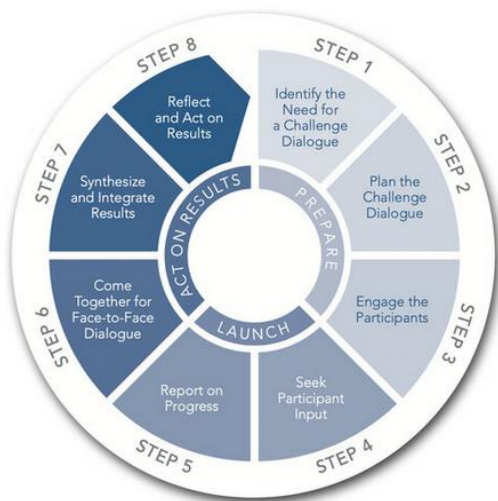 STEP 1
Identify the
Need for
a Challenge
Dialogue
STEP 2
Plan the
Challenge
Dialogue
STEP 3
Engage the
Participants
STEP 4
Seek
Participant
Input
STEP 5
Report on
Progress
STEP 6
Come
Together for
Face-to-Face
Dialogue
STEP 7
Synthesize
and Integrate
Results
STEP 8
Reflect
and Act on
Results
PREPARE
LAUNCH
ACT ON RESULTS